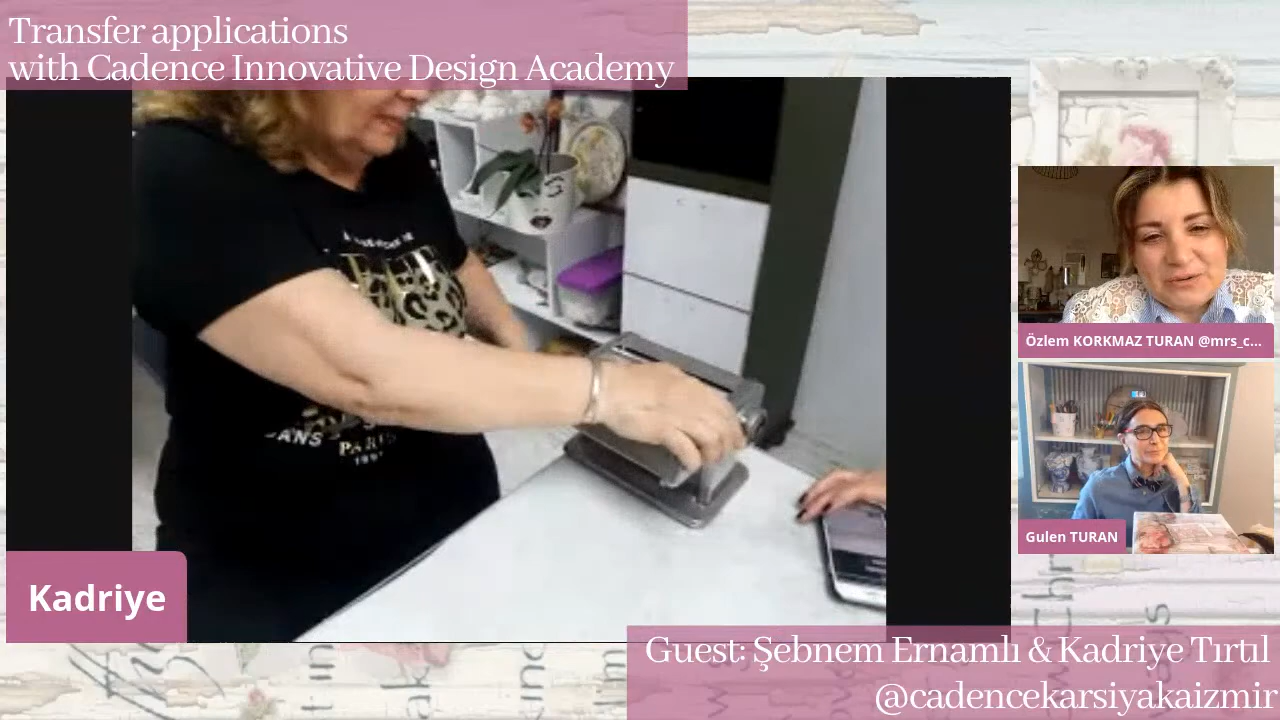 Transfer applications
with Cadence Innovative Design Academy
PARIS
Özlem KORKMAZ TURAN @mrs_c...
Gulen TURAN
Kadriye
Guest: Şebnem Ernamlı & Kadriye Tırtıl
@cadencekarsiyakaizmir